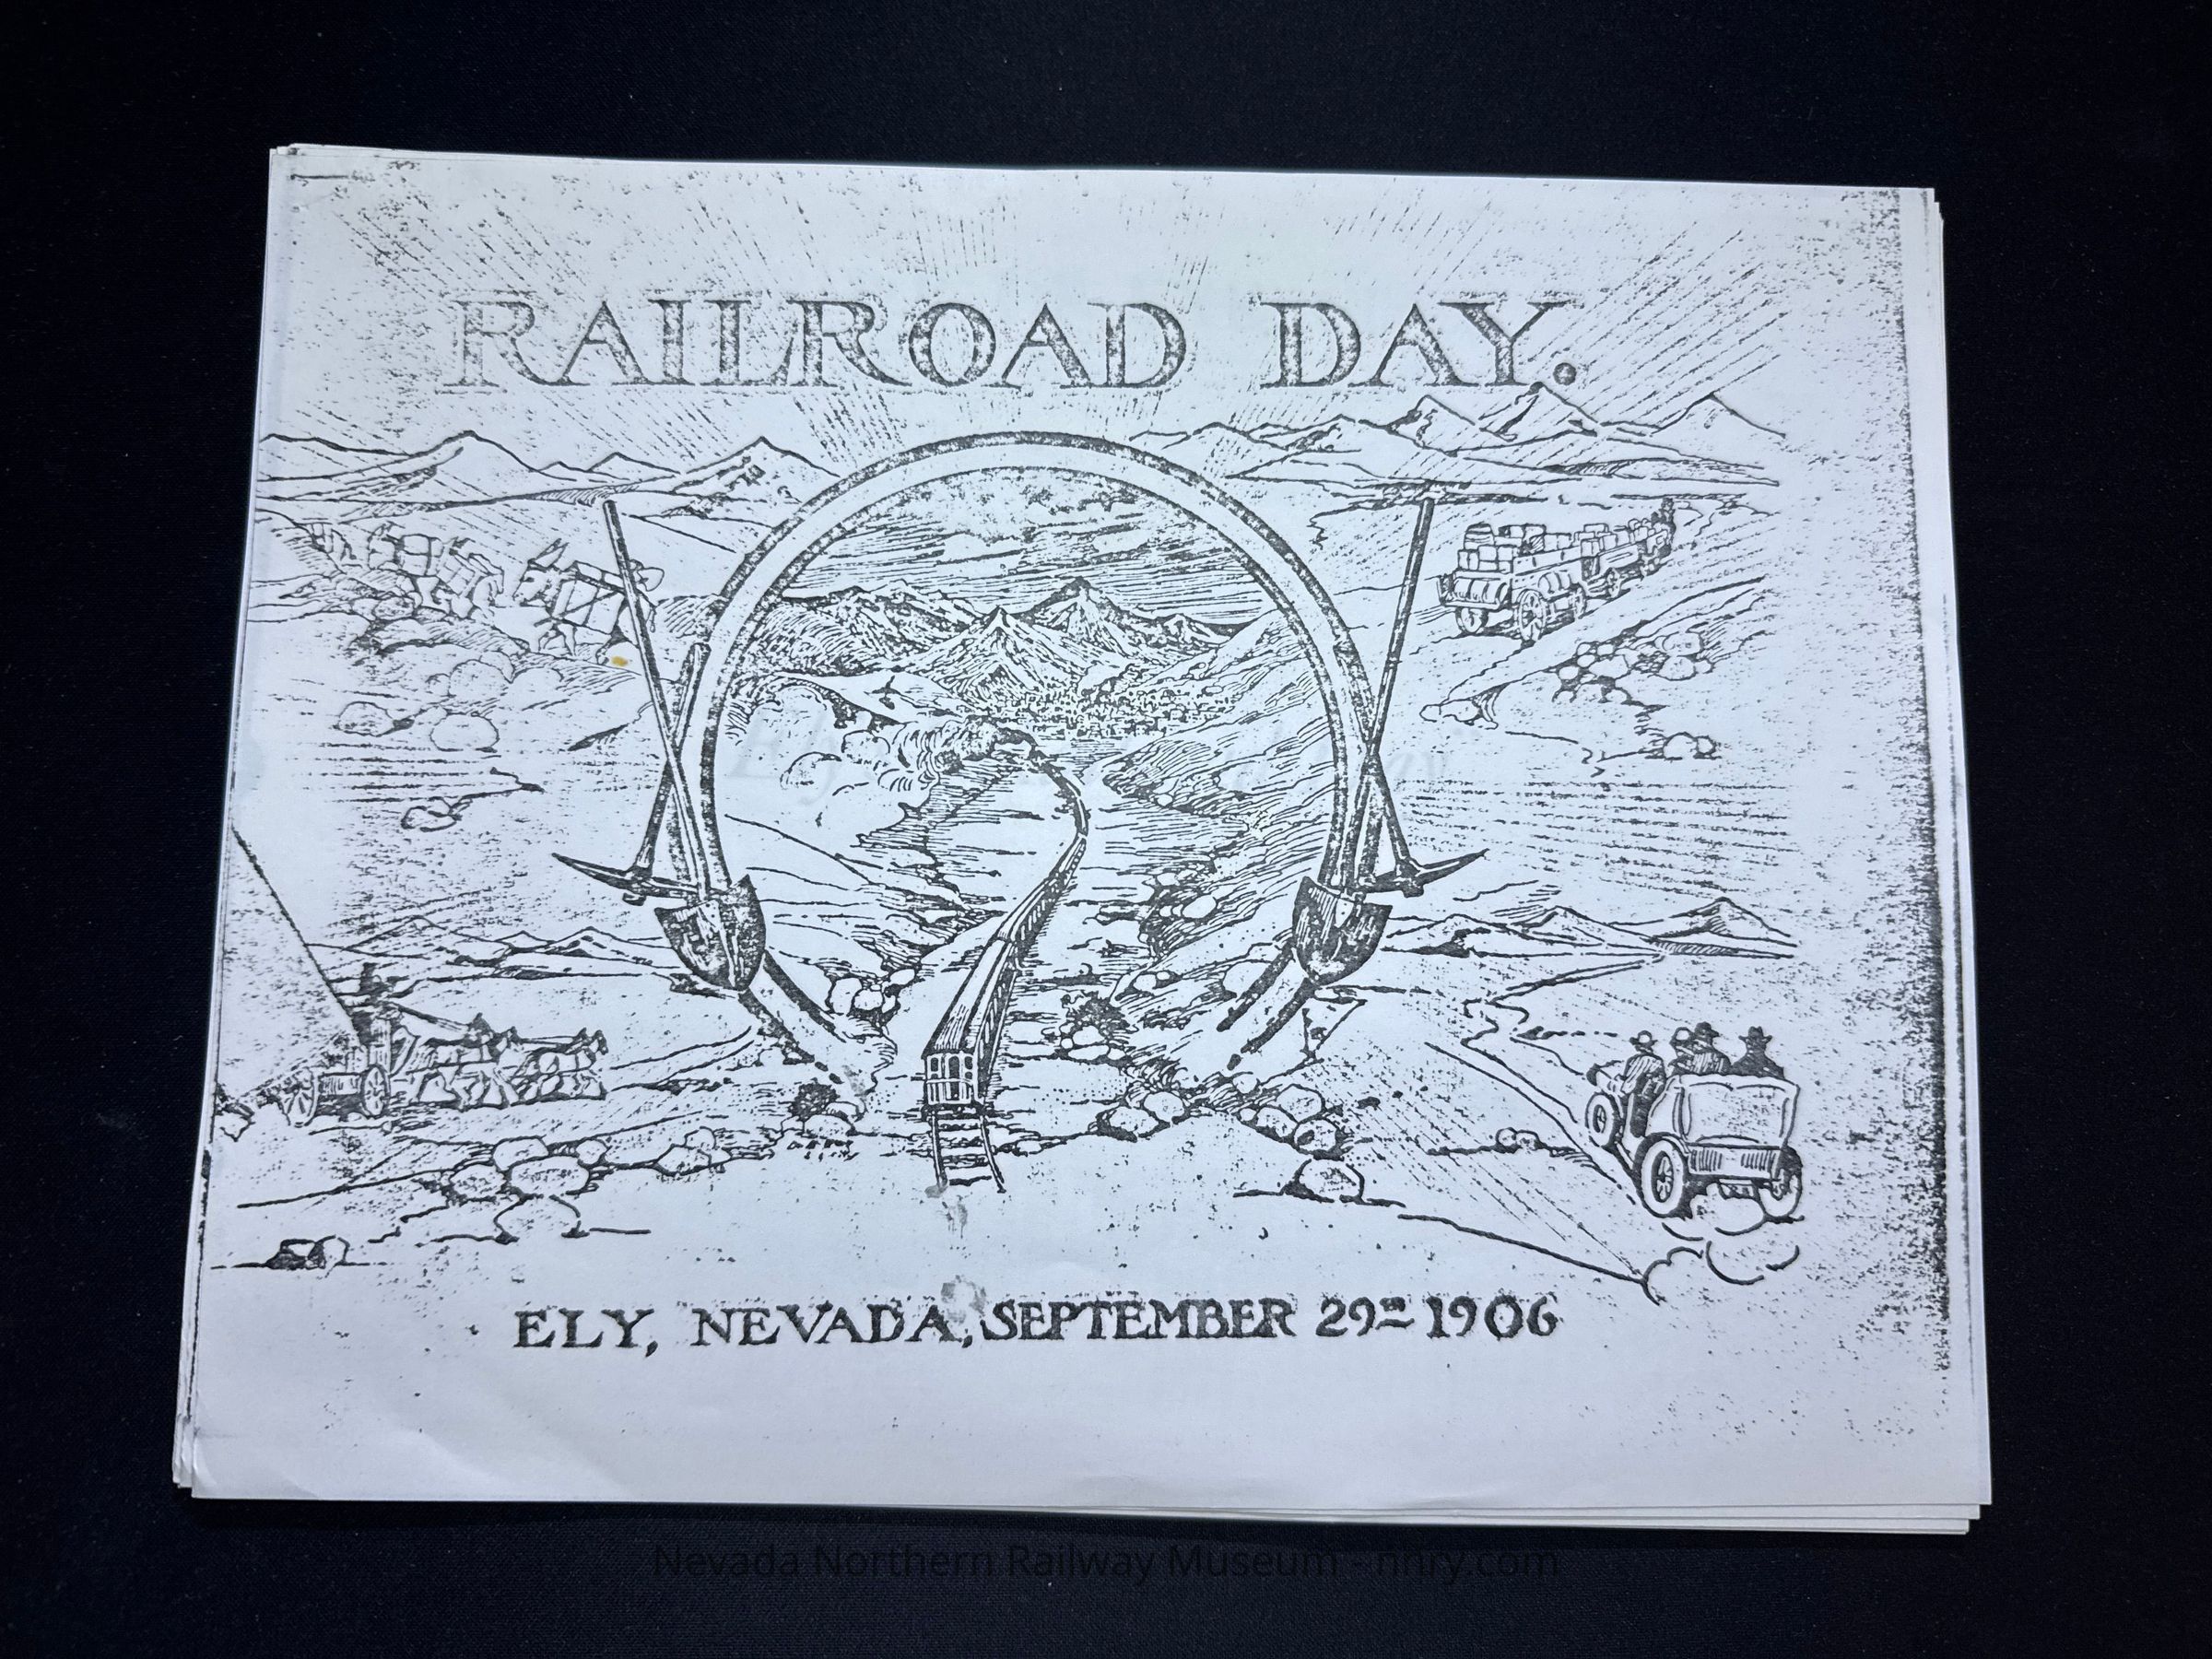 RAILROAD DAY.
ELY, NEVADA, SEPTEMBER 29TH 1906
Nevada Northern Railway Museum - nnry.com